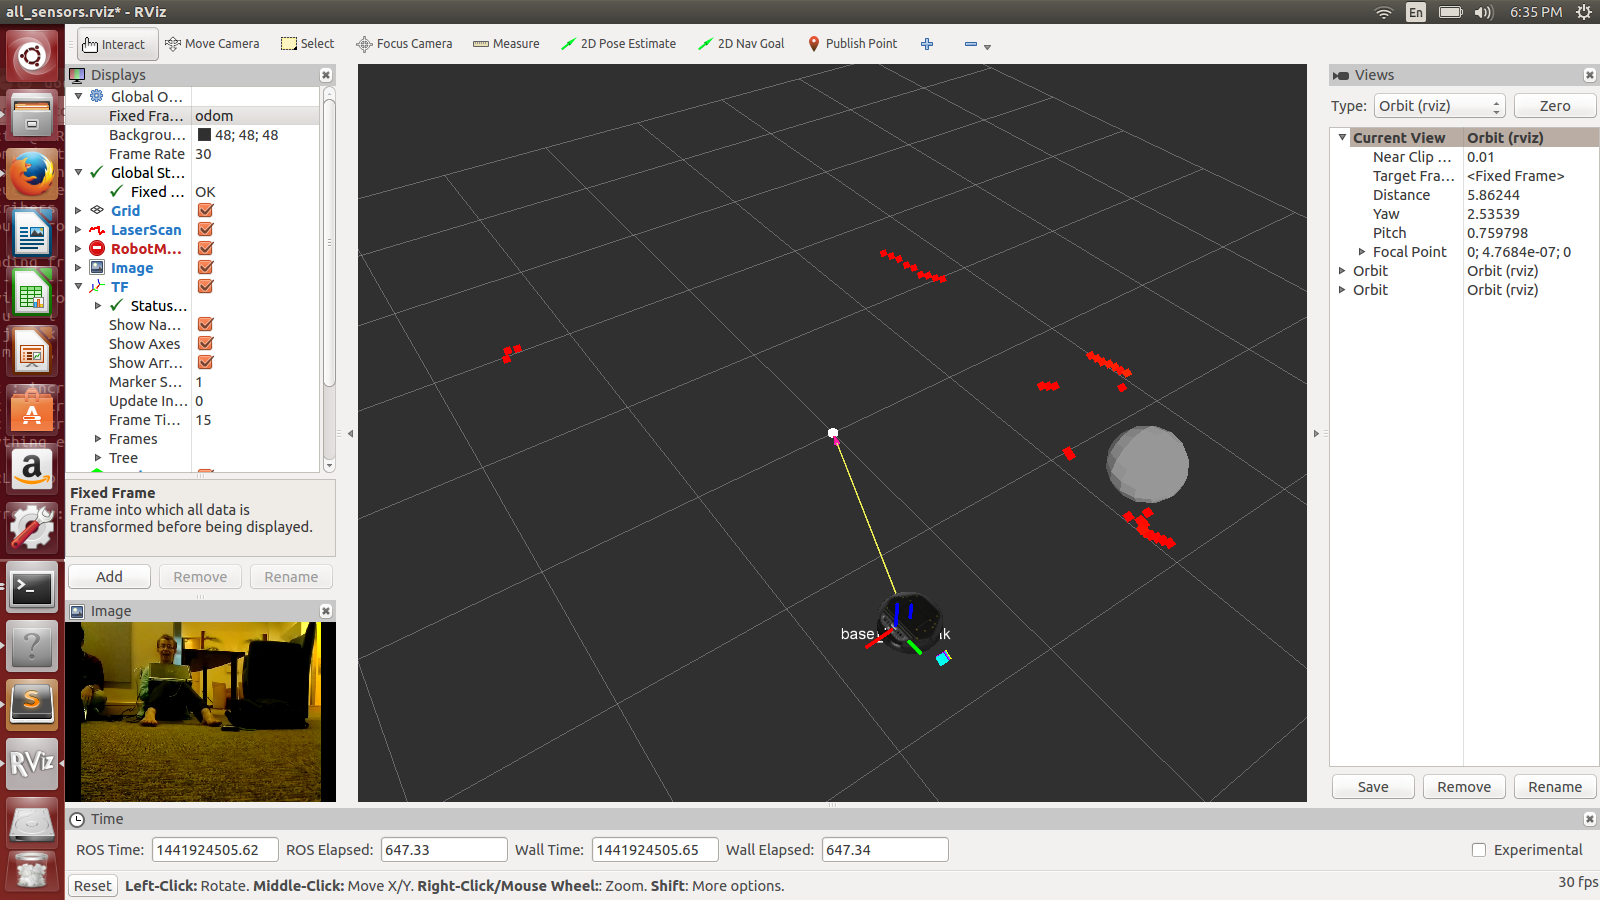 all_sensors.rviz* - RViz
En
6:35 PM
Interact
Move Camera
Select
Focus Camera
Measure
2D Pose Estimate
2D Nav Goal
Publish Point
Displays
Global O...
Fixed Fra... odom
Backgrou... 48; 48; 48
Frame Rate 30
Global St...
Fixed ... OK
Grid
LaserScan
RobotM...
Image
TF
Status...
Show Na...
Show Axes
Show Arr...
Marker S... 1
Update In... 0
Frame Ti... 15
Frames
Tree
Fixed Frame
Frame into which all data is
transformed before being displayed.
Add
Remove
Rename
Image
base
Views
Type: Orbit (rviz)
Zero
Current View Orbit (rviz)
Near Clip ... 0.01
Target Fra... <Fixed Frame>
Distance 5.86244
Yaw 2.53539
Pitch 0.759798
Focal Point 0; 4.7684e-07; 0
Orbit Orbit (rviz)
Orbit Orbit (rviz)
Save
Remove
Rename
RViz
Time
ROS Time: 1441924505.62 ROS Elapsed: 647.33 Wall Time: 1441924505.65 Wall Elapsed: 647.34
Experimental
Reset
Left-Click: Rotate. Middle-Click: Move X/Y. Right-Click/Mouse Wheel:: Zoom. Shift: More options.
30 fps